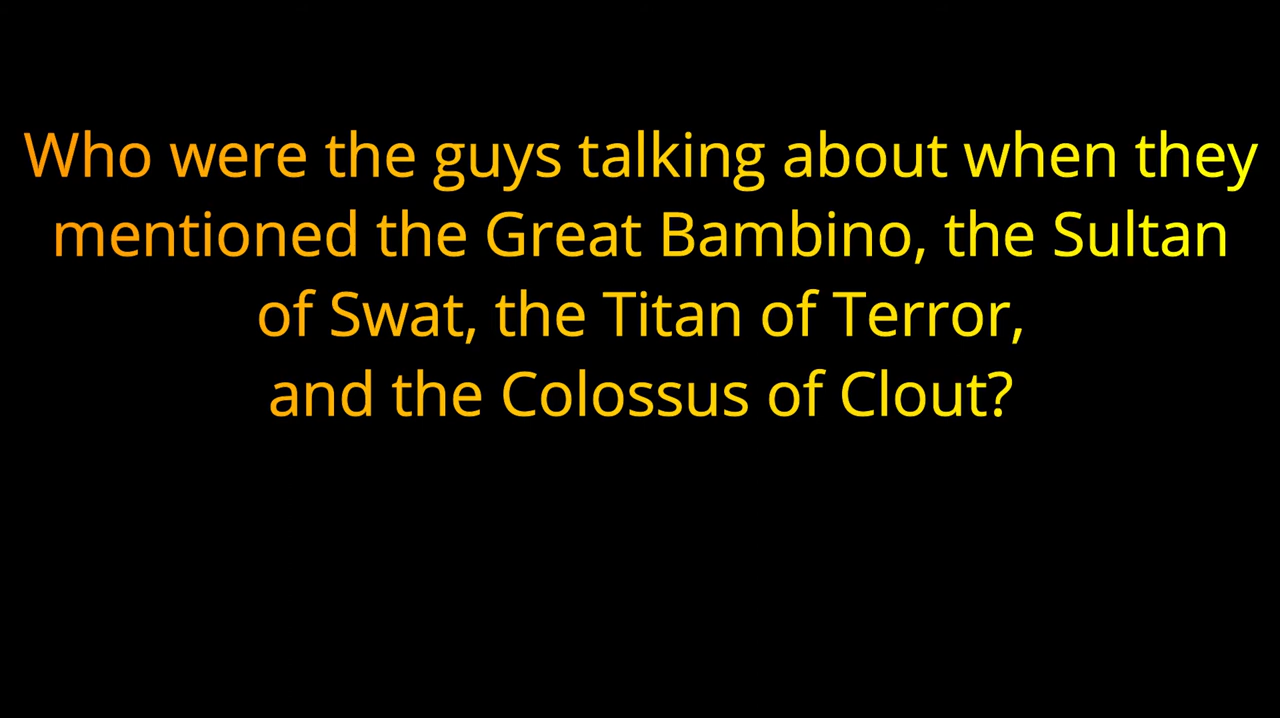 Who were the guys talking about when they
mentioned the Great Bambino, the Sultan
of Swat, the Titan of Terror,
and the Colossus of Clout?